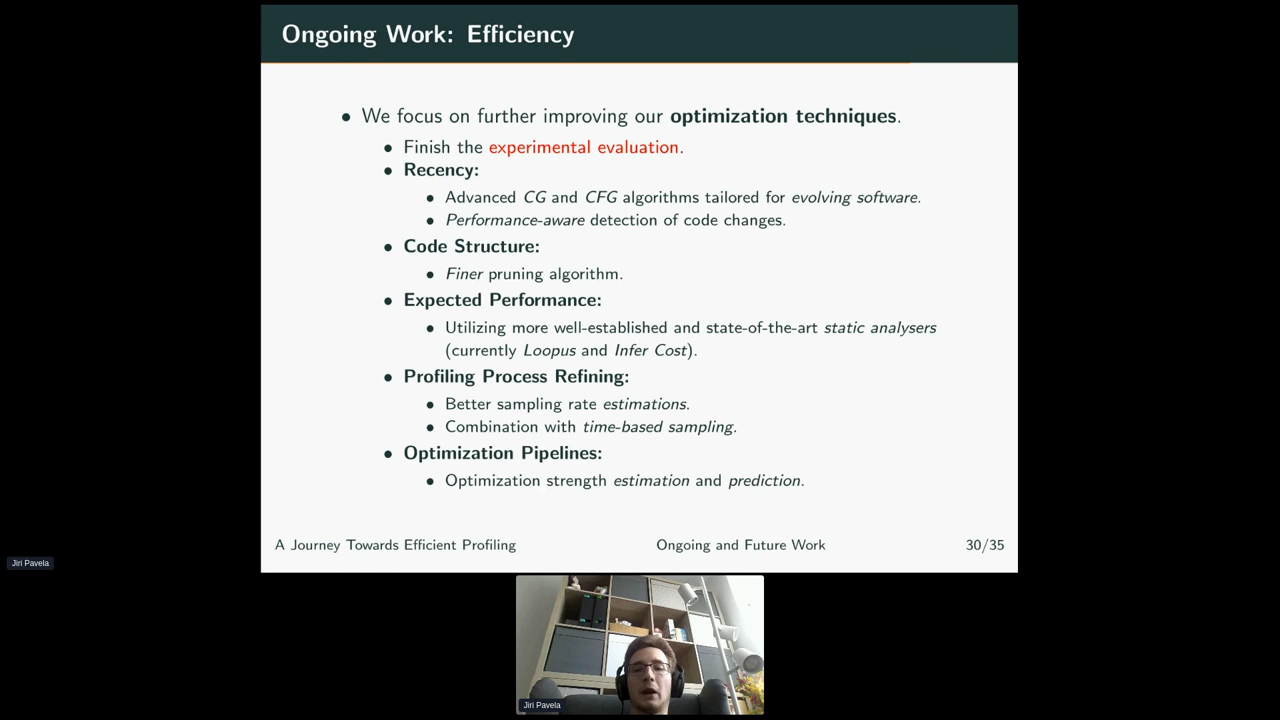 Ongoing Work: Efficiency
• We focus on further improving our optimization techniques.
• Finish the experimental evaluation.
• Recency:
• Advanced CG and CFG algorithms tailored for evolving software.
• Performance-aware detection of code changes.
• Code Structure:
• Finer pruning algorithm.
• Expected Performance:
• Utilizing more well-established and state-of-the-art static analysers
(currently Loopus and Infer Cost).
• Profiling Process Refining:
• Better sampling rate estimations.
• Combination with time-based sampling.
• Optimization Pipelines:
• Optimization strength estimation and prediction.
A Journey Towards Efficient Profiling Ongoing and Future Work 30/35
Jiri Pavela
Jiri Pavela